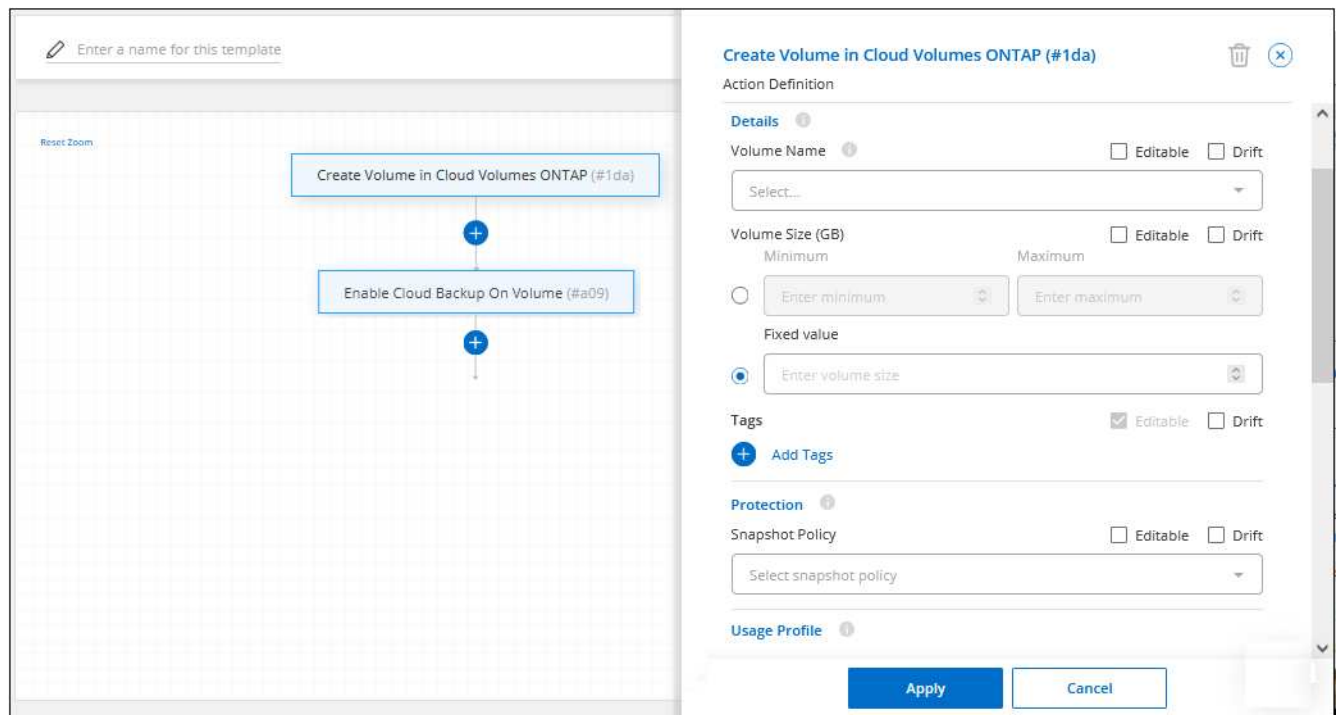 Enter a name for this template
Reset Zoom
Create Volume in Cloud Volumes ONTAP (#1da)
Enable Cloud Backup On Volume (#a09)
Create Volume in Cloud Volumes ONTAP (#1da)
Action Definition
Details
Volume Name Editable Drift
Select...
Volume Size (GB) Editable Drift
Minimum Maximum
Enter minimum Enter maximum
Fixed value
Enter volume size
Tags Editable Drift
Add Tags
Protection
Snapshot Policy Editable Drift
Select snapshot policy
Usage Profile
Apply Cancel